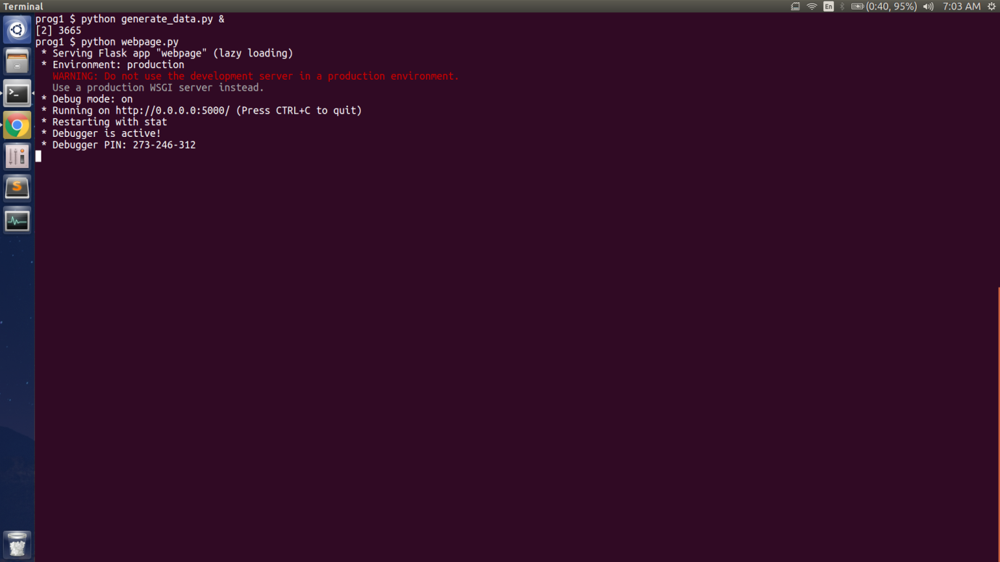 Terminal
En
(0:40, 95%)
7:03 AM
prog1 $ python generate_data.py &
[2] 3665
prog1 $ python webpage.py
* Serving Flask app "webpage" (lazy loading)
* Environment: production
WARNING: Do not use the development server in a production environment.
Use a production WSGI server instead.
* Debug mode: on
* Running on http://0.0.0.0:5000/ (Press CTRL+C to quit)
* Restarting with stat
* Debugger is active!
* Debugger PIN: 273-246-312